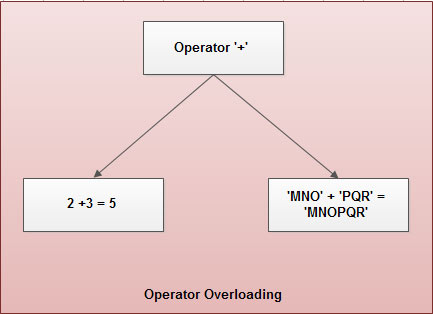 Operator '+'
2 +3 = 5
'MNO' + 'PQR' =
'MNOPQR'
Operator Overloading